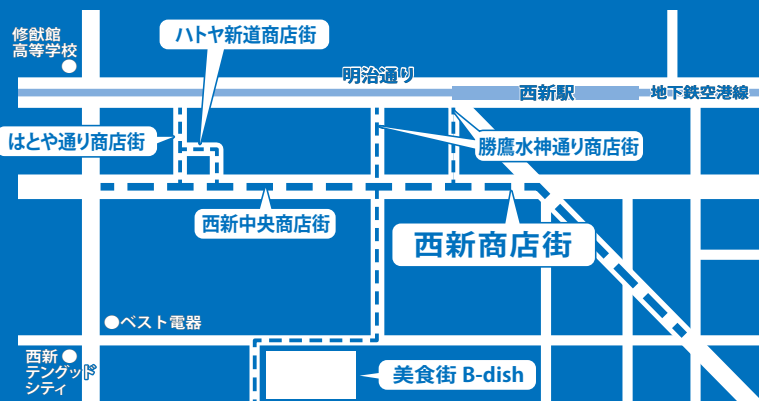 修猷館
高等学校
ハトヤ新道商店街
明治通り
西新駅
地下鉄空港線
はとや通り商店街
勝鷹水神通り商店街
西新中央商店街
西新商店街
ベスト電器
西新
テングッド
シティ
美食街 B-dish